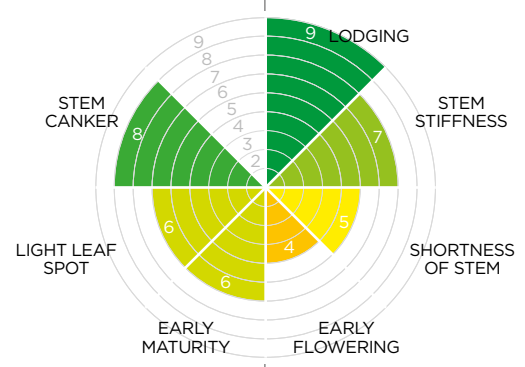 9
LODGING
9
8
7
6
5
4
3
2
STEM
CANKER
8
STEM
STIFFNESS
7
5
SHORTNESS
OF STEM
4
EARLY
FLOWERING
6
EARLY
MATURITY
6
LIGHT LEAF
SPOT